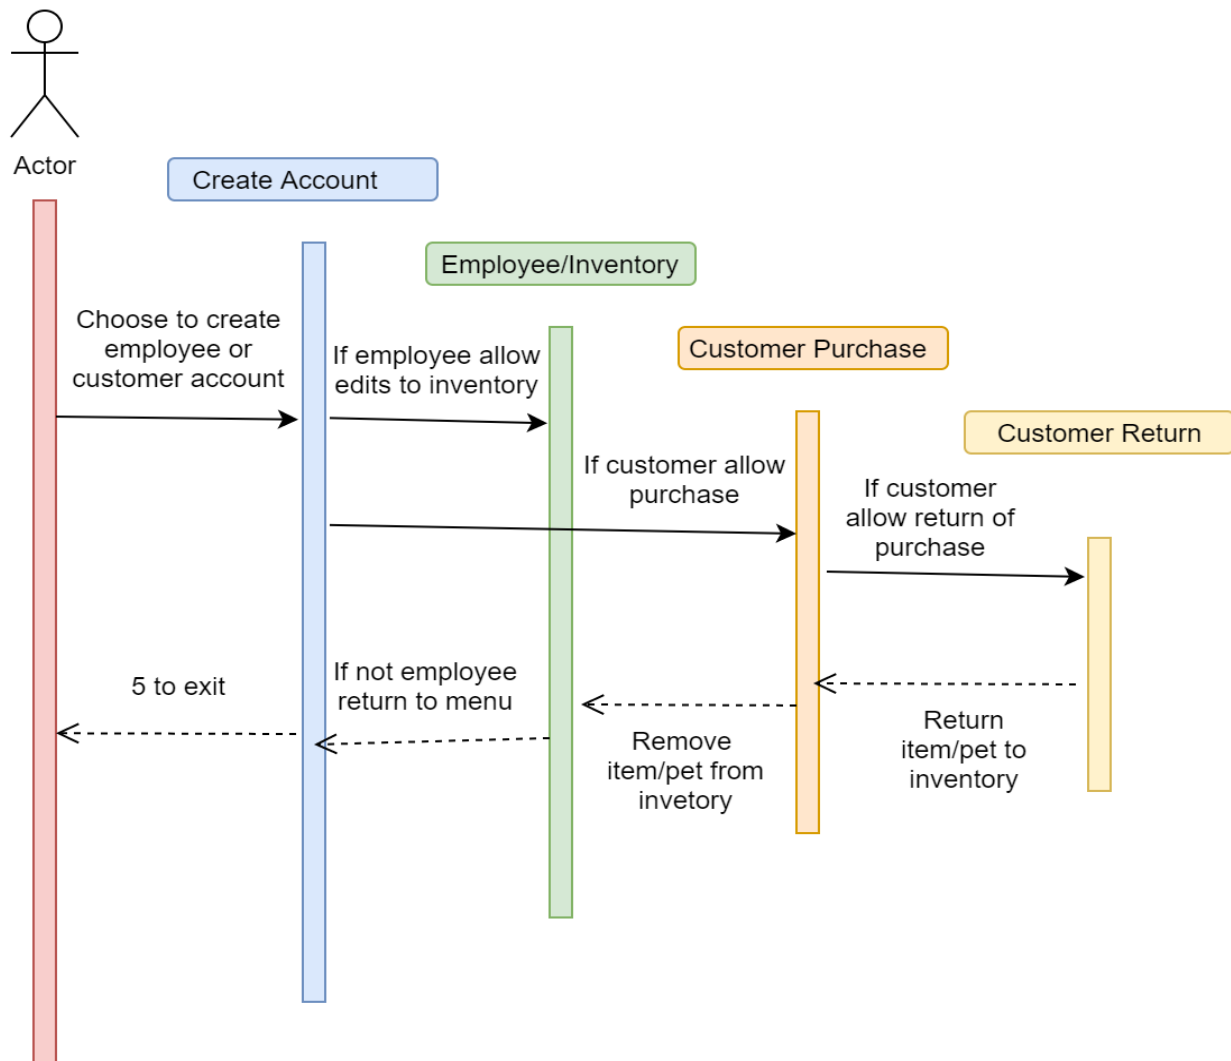 Actor
Create Account
Employee/Inventory
Customer Purchase
Customer Return
Choose to create
employee or
customer account
If employee allow
edits to inventory
If customer allow
purchase
If customer
allow return of
purchase
5 to exit
If not employee
return to menu
Remove
item/pet from
invetory
Return
item/pet to
inventory